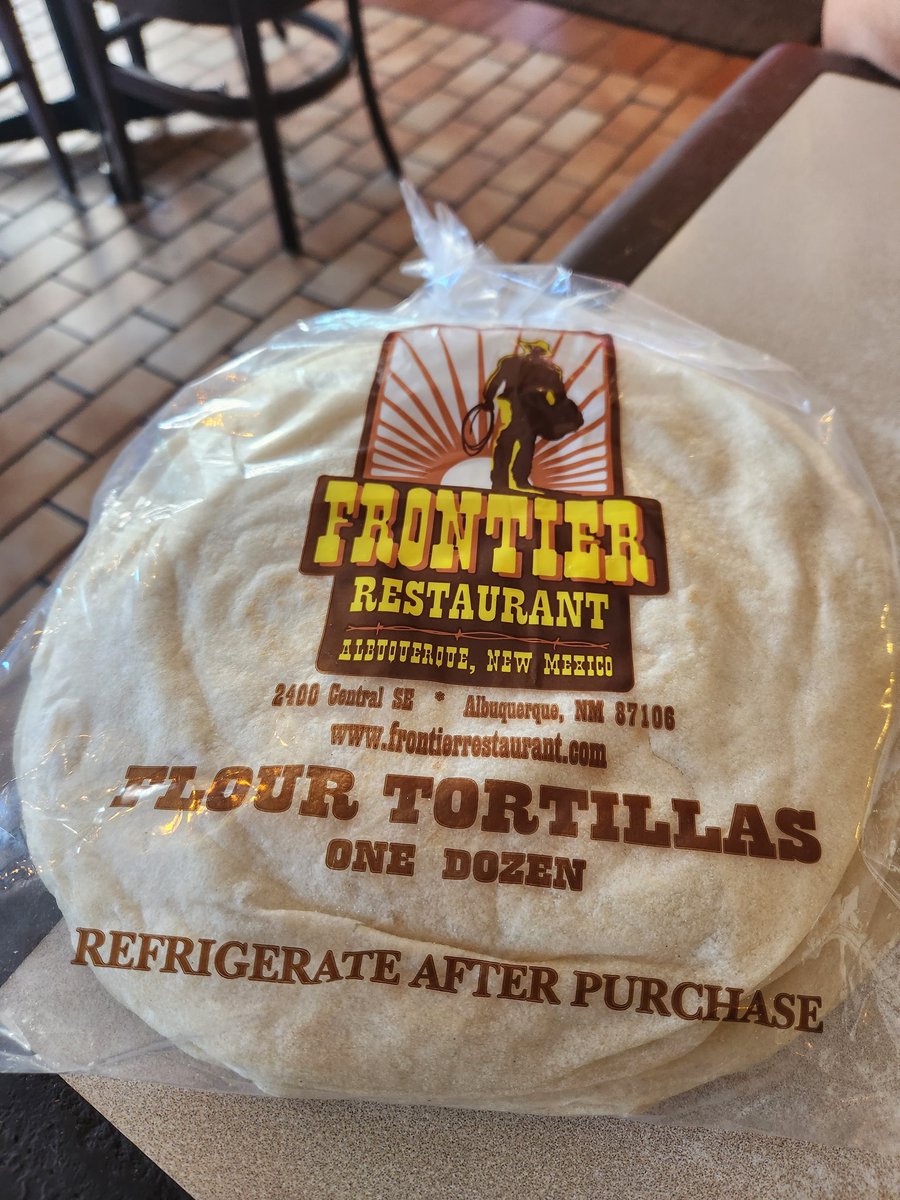 FRONTIER
RESTAURANT
ALBUQUERQUE, NEW MEXICO
2400 Central SE * Albuquerque, NM 87106
www.frontierrestaurant.com
FLOUR TORTILLAS
ONE DOZEN
REFRIGERATE AFTER PURCHASE